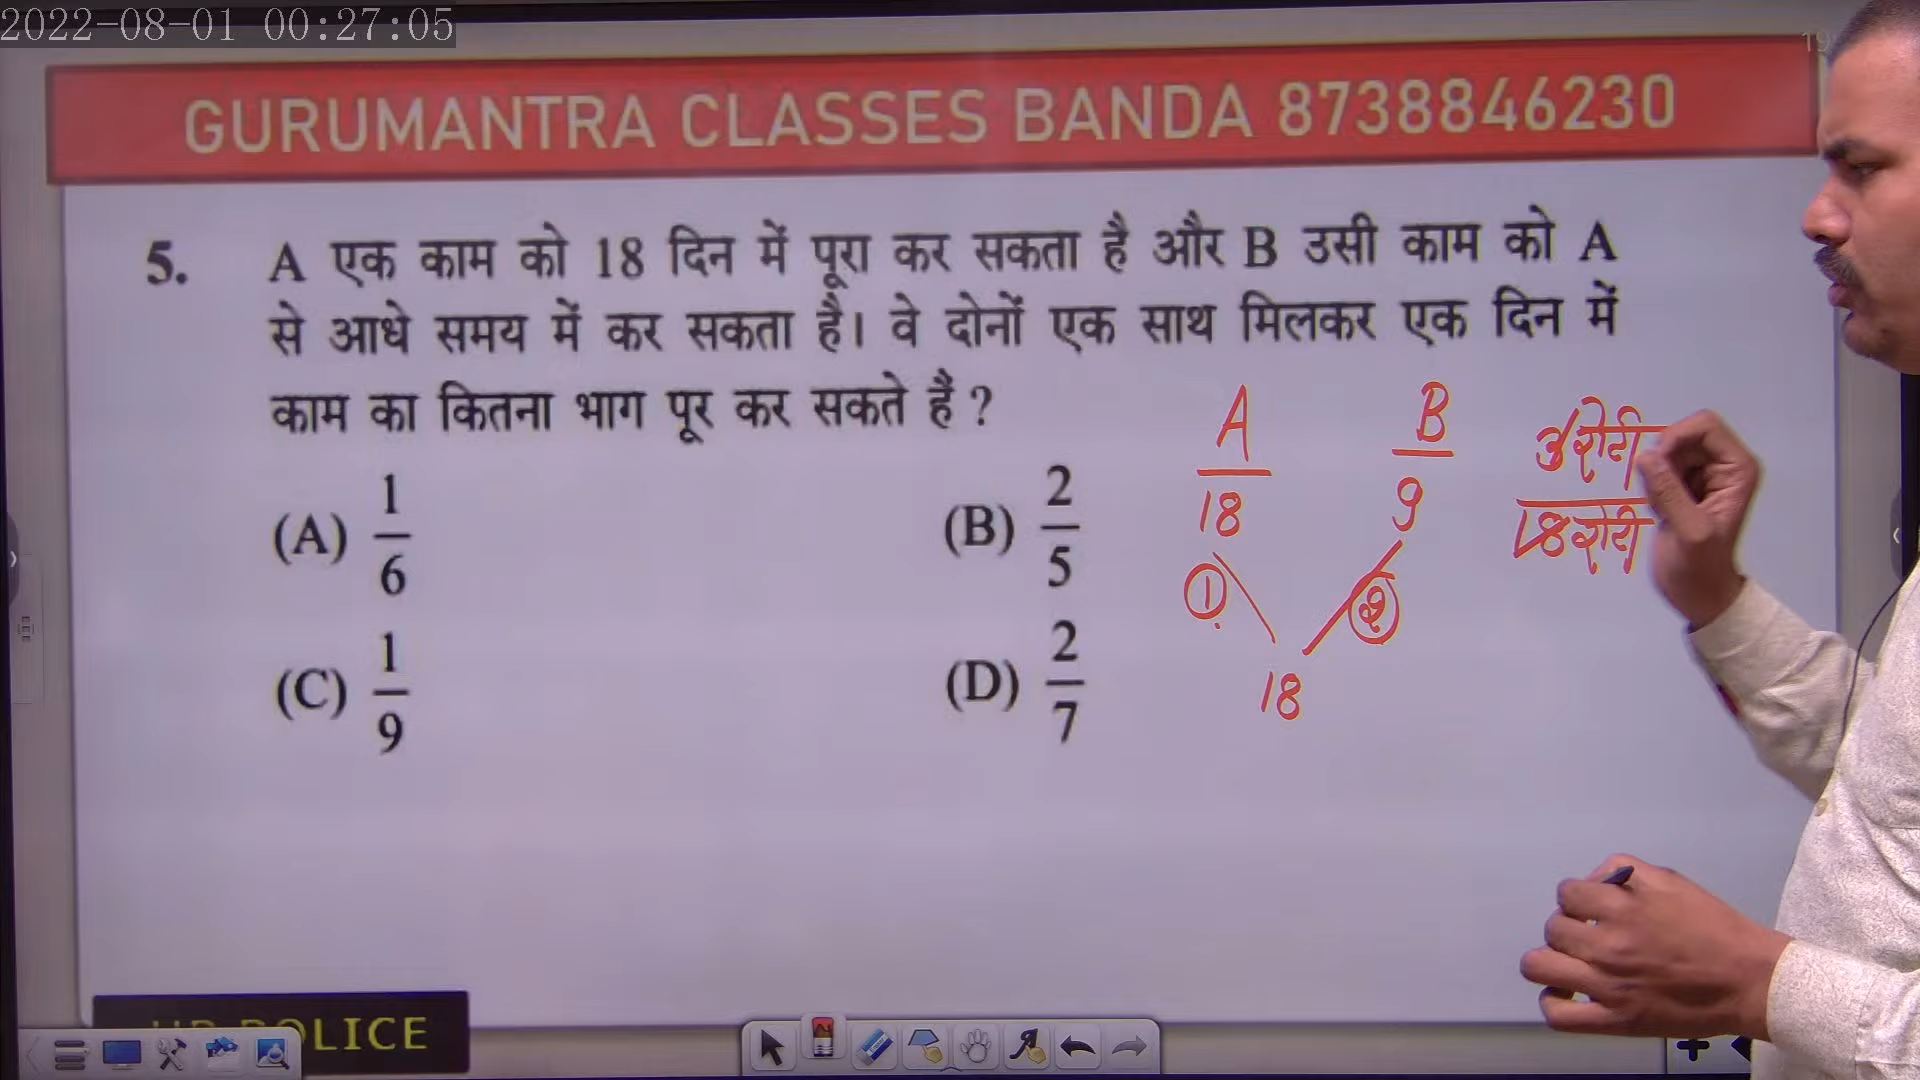 2022-08-01 00:27:05
19
GURUMANTRA CLASSES BANDA 8738846230
5. A एक काम को 18 दिन में पूरा कर सकता है और B उसी काम को A
से आधे समय में कर सकता है। वे दोनों एक साथ मिलकर एक दिन में
काम का कितना भाग पूर कर सकते हैं ?
(A) 1/6
(B) 2/5
(C) 1/9
(D) 2/7
A B
18 9
1 2
18
3 रोटी
18 रोटी
UP POLICE